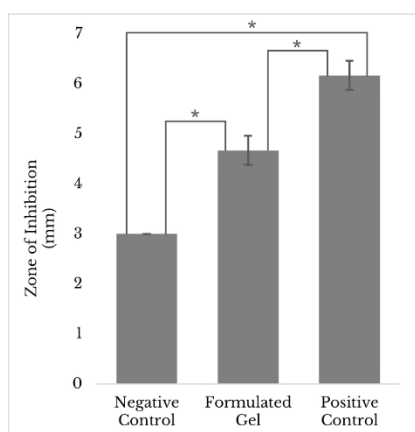 *
*
*
7
6
5
4
3
2
1
0
Zone of Inhibition
(mm)
Negative
Control
Formulated
Gel
Positive
Control